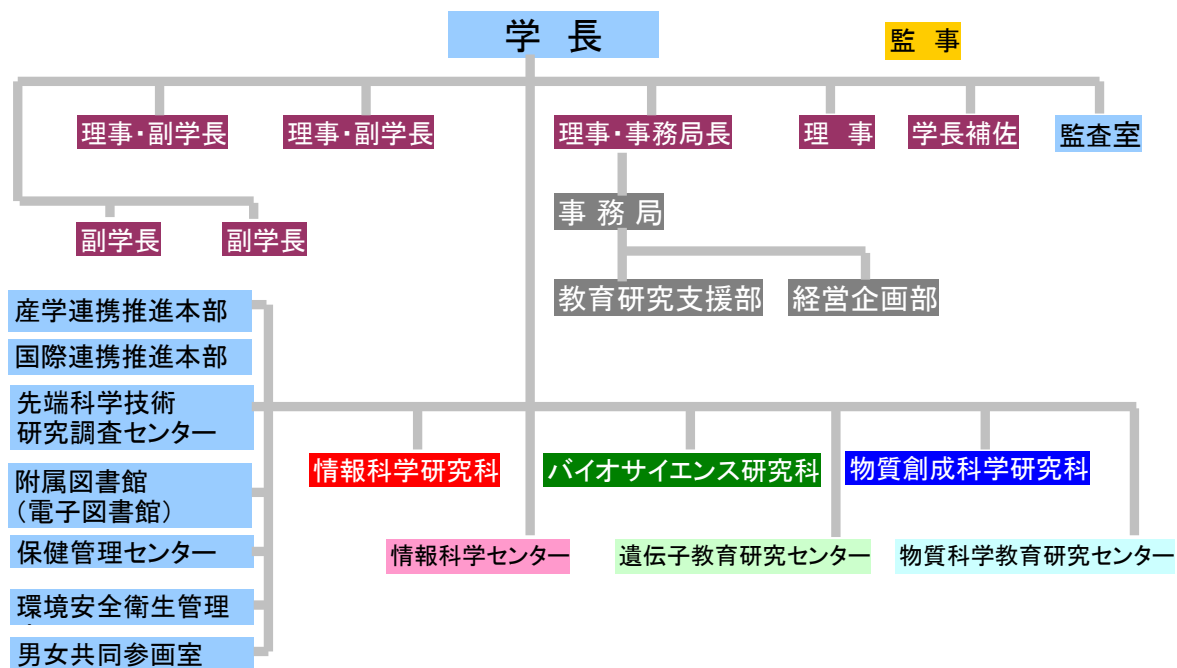 学 長
監 事
理事・副学長
理事・副学長
理事・事務局長
理 事
学長補佐
監査室
事 務 局
副学長
副学長
教育研究支援部
経営企画部
産学連携推進本部
国際連携推進本部
先端科学技術
研究調査センター
附属図書館
（電子図書館）
保健管理センター
環境安全衛生管理
男女共同参画室
情報科学研究科
バイオサイエンス研究科
物質創成科学研究科
情報科学センター
遺伝子教育研究センター
物質科学教育研究センター